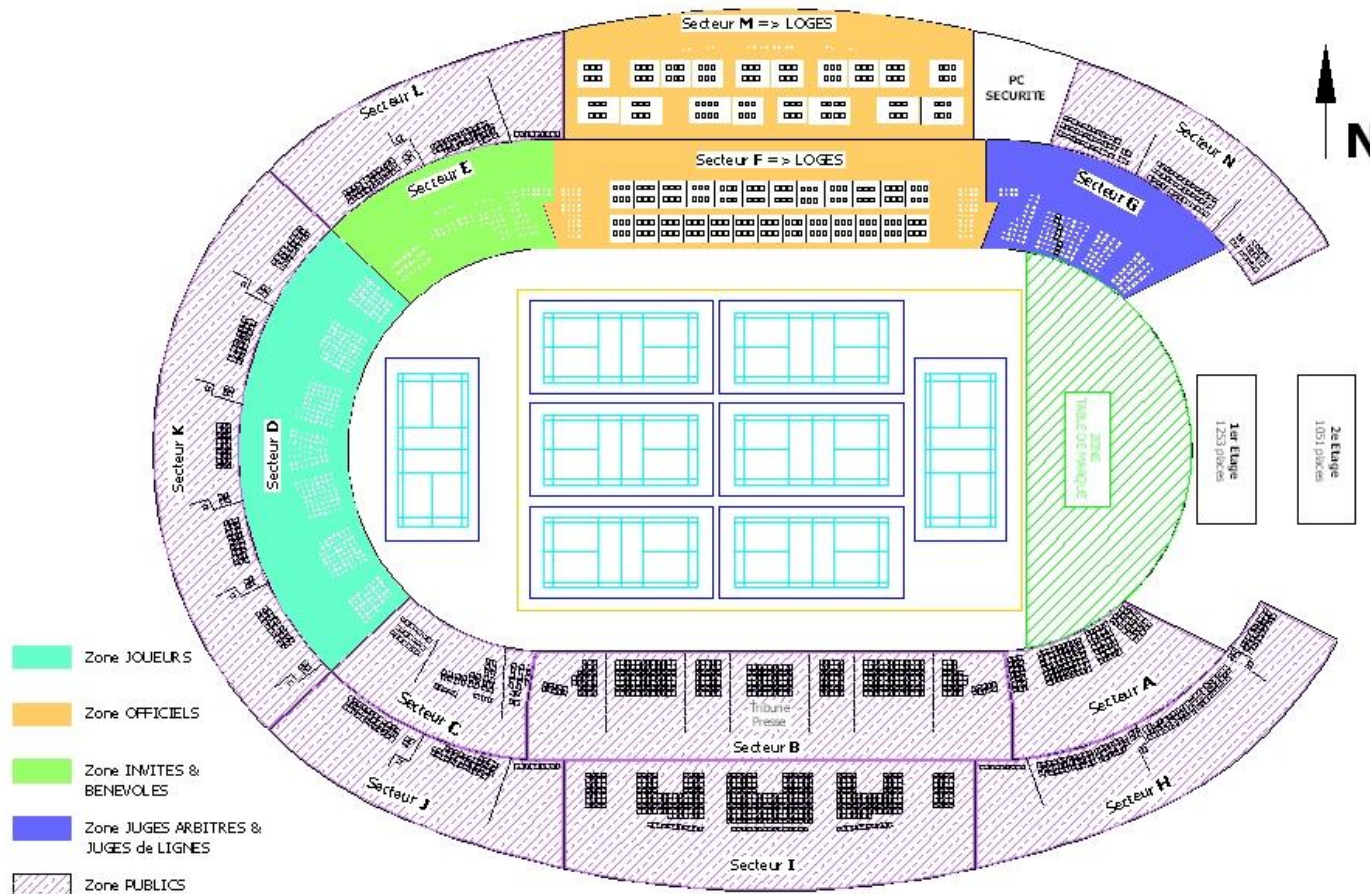 Secteur M => LOGES
PC
SECURITE
N
Secteur L
Secteur N
Secteur F => LOGES
Secteur E
Secteur G
Secteur K
Secteur D
ZONE
TABLE DE MARQUE
1er Etage
1253 places
2e Etage
1051 places
Zone JOUEURS
Zone OFFICIELS
Zone INVITES &
BENEVOLES
Zone JUGES ARBITRES &
JUGES de LIGNES
Zone PUBLICS
Tribune
Presse
Secteur C
Secteur B
Secteur A
Secteur J
Secteur H
Secteur I